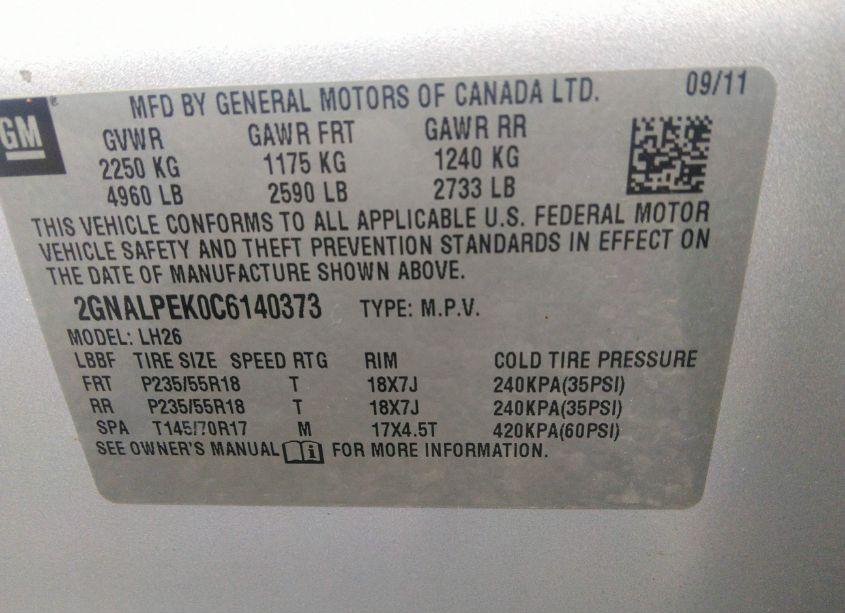 MFD BY GENERAL MOTORS OF CANADA LTD. 09/11
GM
GVWR GAWR FRT GAWR RR
2250 KG 1175 KG 1240 KG
4960 LB 2590 LB 2733 LB
THIS VEHICLE CONFORMS TO ALL APPLICABLE U.S. FEDERAL MOTOR
VEHICLE SAFETY AND THEFT PREVENTION STANDARDS IN EFFECT ON
THE DATE OF MANUFACTURE SHOWN ABOVE.
2GNALPEK0C6140373 TYPE: M.P.V.
MODEL: LH26
LBBF TIRE SIZE SPEED RTG RIM COLD TIRE PRESSURE
FRT P235/55R18 T 18X7J 240KPA(35PSI)
RR P235/55R18 T 18X7J 240KPA(35PSI)
SPA T145/70R17 M 17X4.5T 420KPA(60PSI)
SEE OWNER'S MANUAL i FOR MORE INFORMATION.